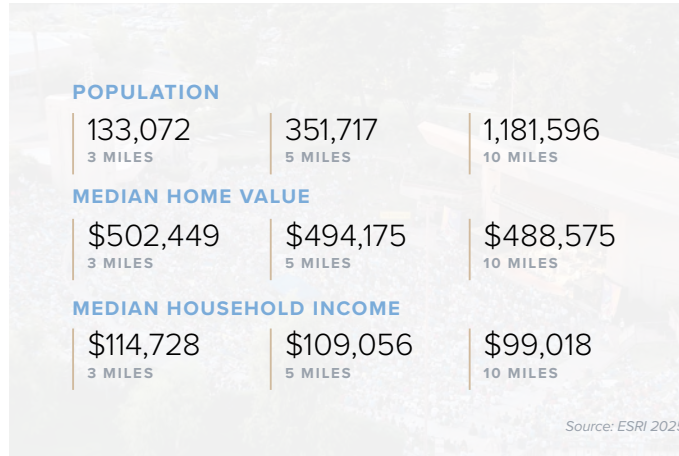 POPULATION
133,072 351,717 1,181,596
3 MILES 5 MILES 10 MILES
MEDIAN HOME VALUE
$502,449 $494,175 $488,575
3 MILES 5 MILES 10 MILES
MEDIAN HOUSEHOLD INCOME
$114,728 $109,056 $99,018
3 MILES 5 MILES 10 MILES
Source: ESRI 2025